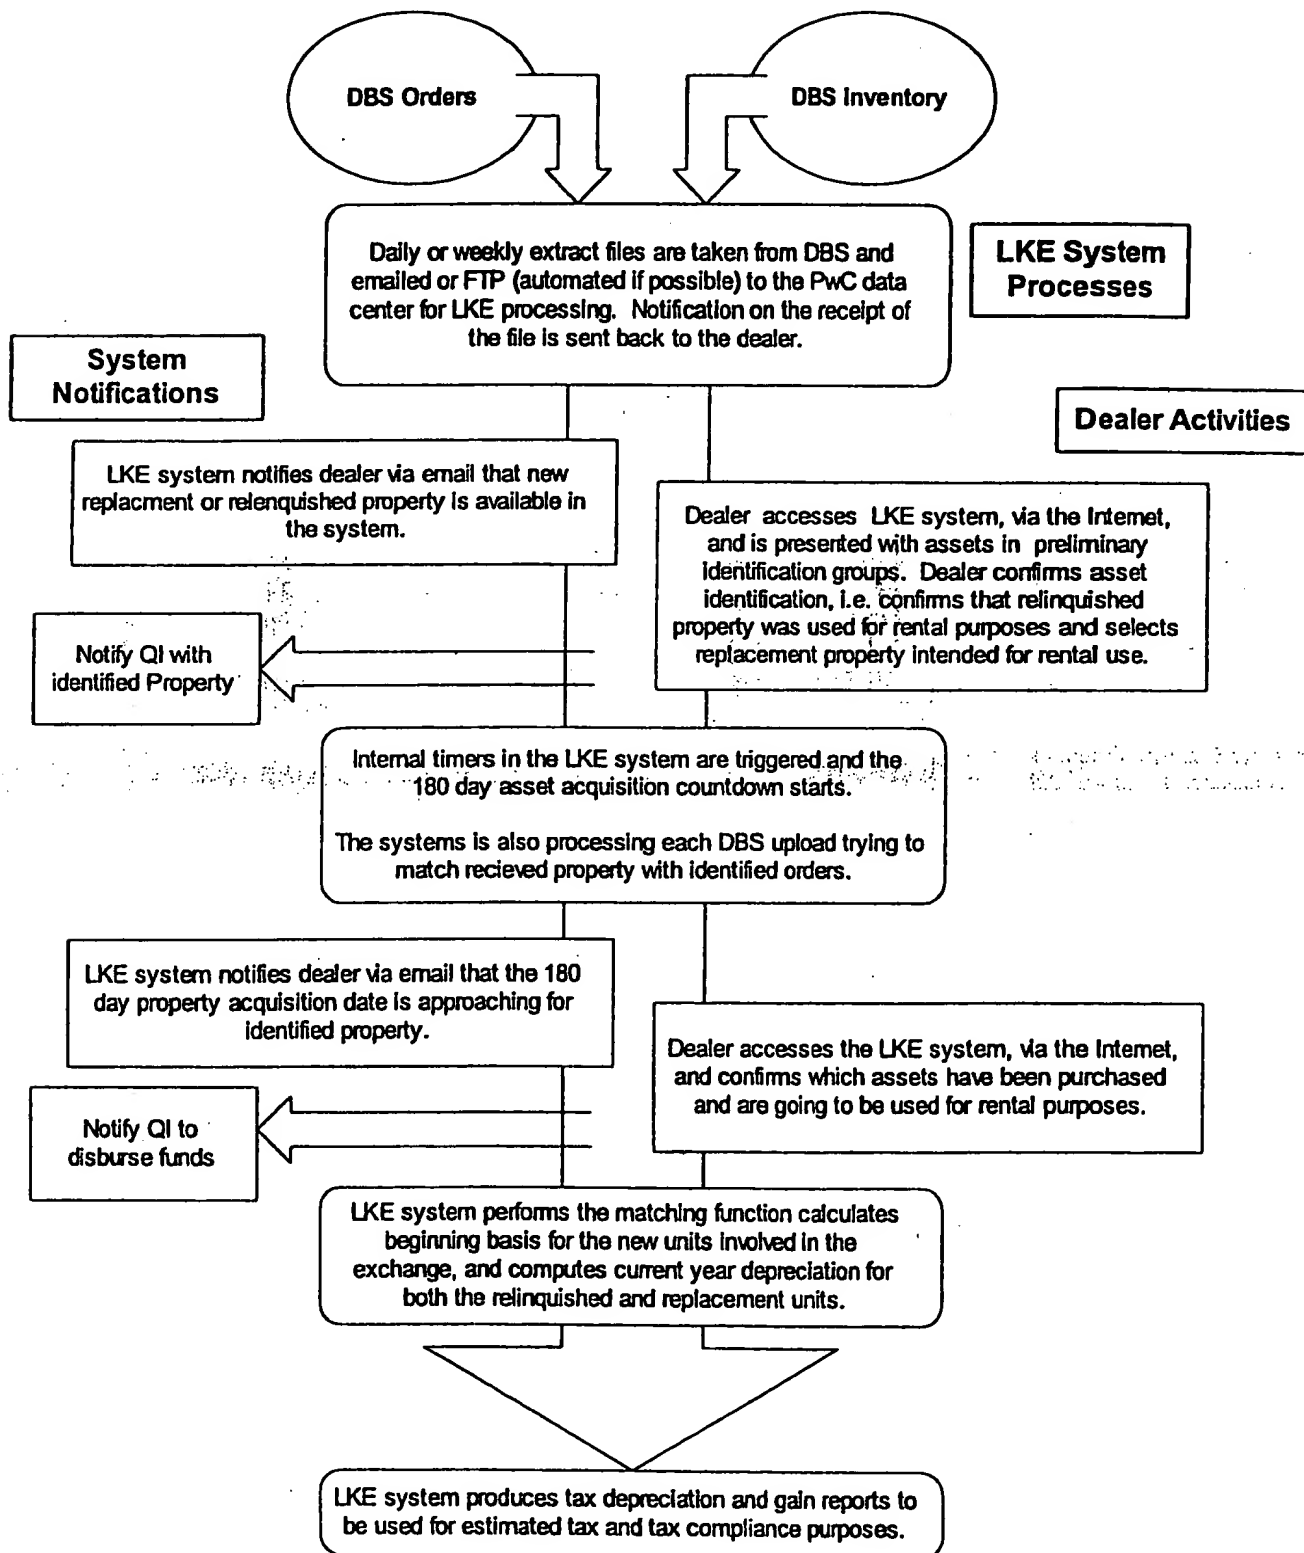 DBS Orders
DBS Inventory
Daily or weekly extract files are taken from DBS and
emailed or FTP (automated if possible) to the PwC data
center for LKE processing. Notification on the receipt of
the file is sent back to the dealer.
LKE System
Processes
System
Notifications
Dealer Activities
LKE system notifies dealer via email that new
replacment or relenquished property is available in
the system.
Dealer accesses LKE system, via the Internet,
and is presented with assets in preliminary
identification groups. Dealer confirms asset
identification, i.e. confirms that relinquished
property was used for rental purposes and selects
replacement property intended for rental use.
Notify QI with
identified Property
Internal timers in the LKE system are triggered and the
180 day asset acquisition countdown starts.
The systems is also processing each DBS upload trying to
match recieved property with identified orders.
LKE system notifies dealer via email that the 180
day property acquisition date is approaching for
identified property.
Dealer accesses the LKE system, via the Internet,
and confirms which assets have been purchased
and are going to be used for rental purposes.
Notify QI to
disburse funds
LKE system performs the matching function calculates
beginning basis for the new units involved in the
exchange, and computes current year depreciation for
both the relinquished and replacement units.
LKE system produces tax depreciation and gain reports to
be used for estimated tax and tax compliance purposes.